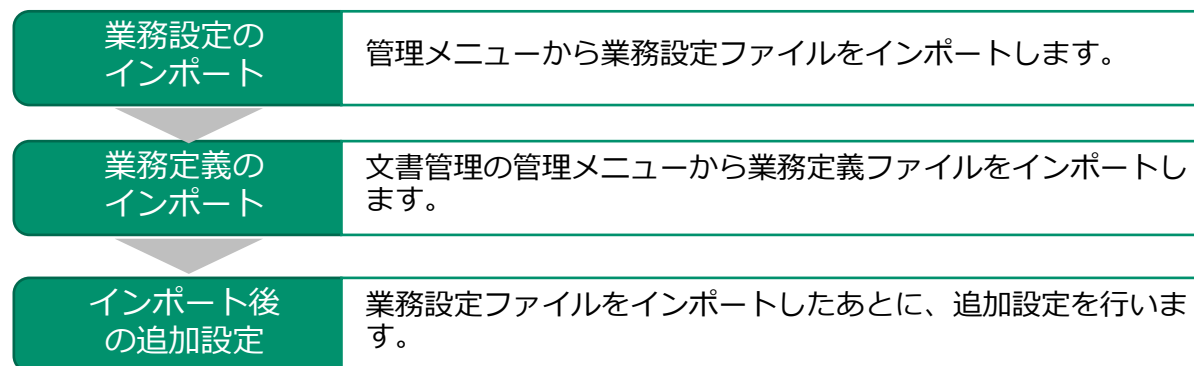 業務設定の
インポート
管理メニューから業務設定ファイルをインポートします。
業務定義の
インポート
文書管理の管理メニューから業務定義ファイルをインポートし
ます。
インポート後
の追加設定
業務設定ファイルをインポートしたあとに、追加設定を行いま
す。